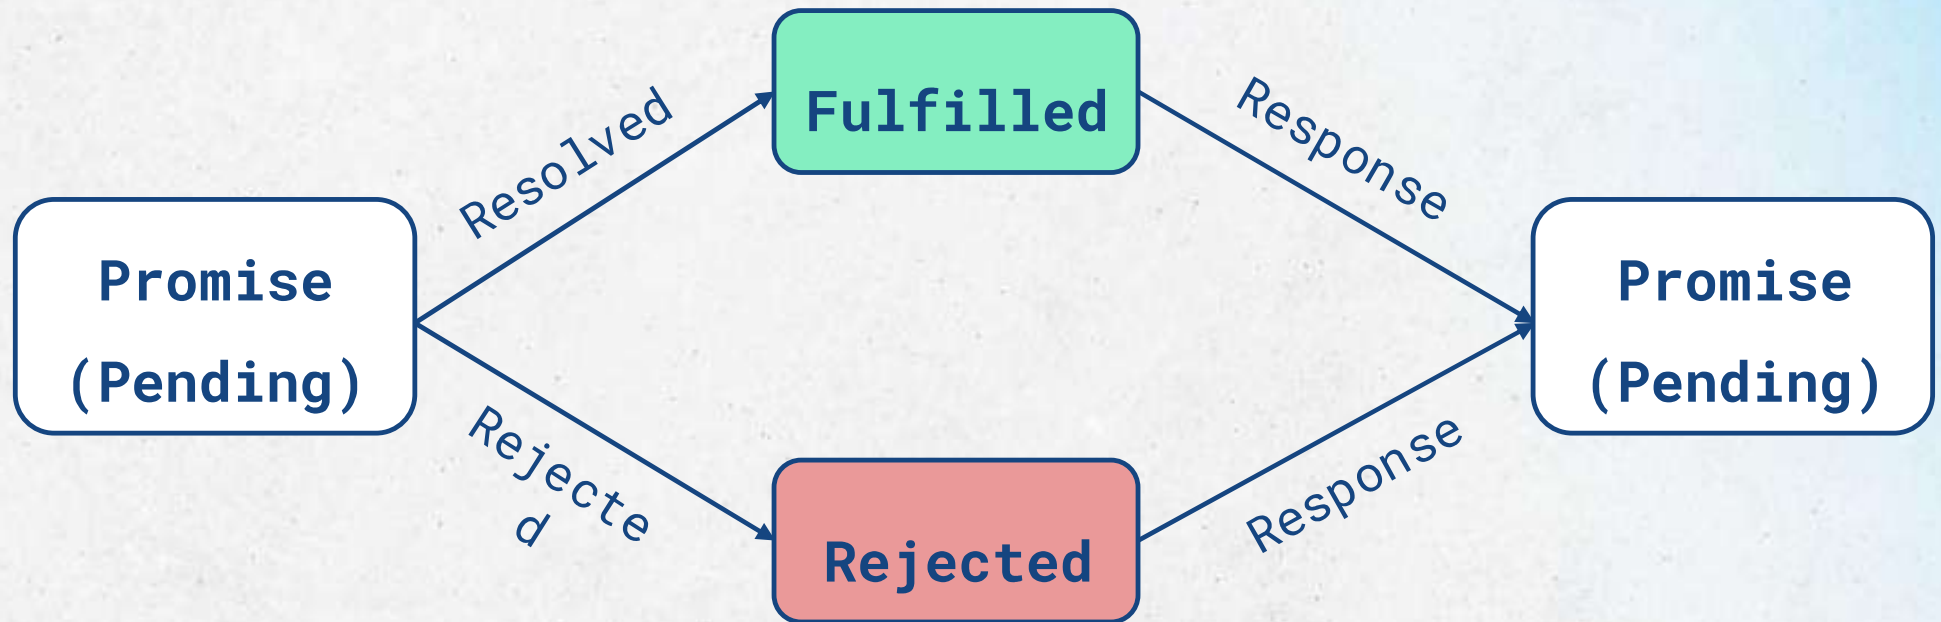 Promise
(Pending)
Resolved
Rejecte
d
Fulfilled
Rejected
Response
Response
Promise
(Pending)